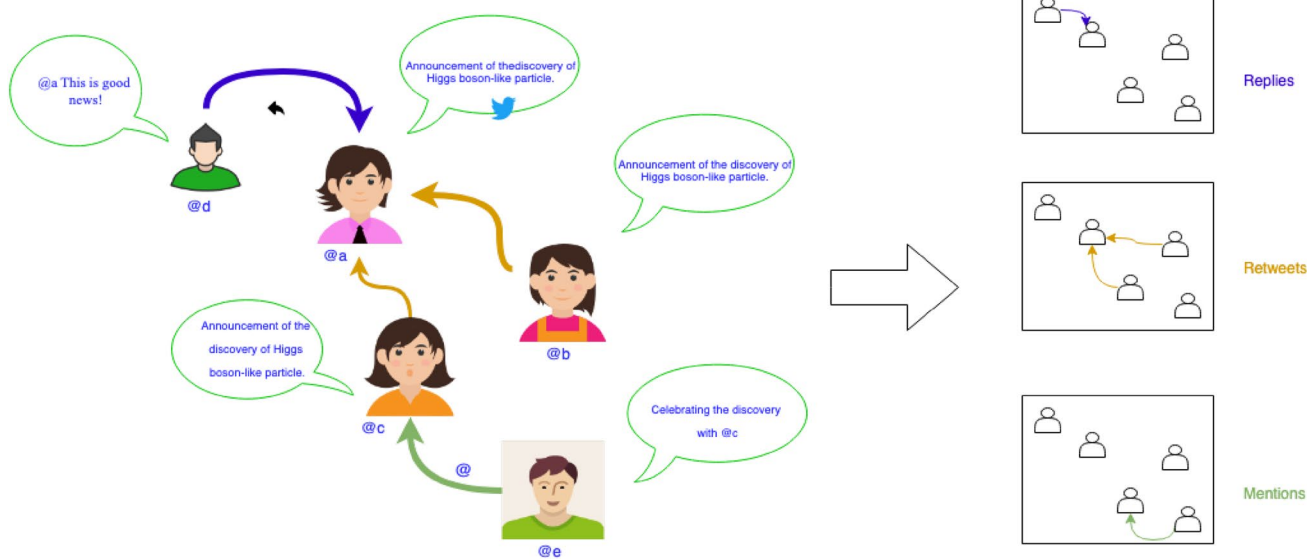 @a This is good
news!
Announcement of thediscovery of
Higgs boson-like particle.
@d
@a
Announcement of the discovery of
Higgs boson-like particle.
@b
Announcement of the
discovery of Higgs
boson-like particle.
@c
Celebrating the discovery
with @c
@
@e
Replies
Retweets
Mentions